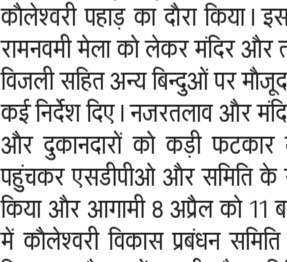 कौलेश्वरी पहाड़ का दौरा किया। इस
रामनवमी मेला को लेकर मंदिर और
विजली सहित अन्य बिन्दुओं पर मौजूद
कई निर्देश दिए। नजरतलाव और मंदि
और दुकानदारों को कड़ी फटकार
पहुंचकर एसडीपीओ और समिति के
किया और आगामी 8 अप्रैल को 11 ब
में कौलेश्वरी विकास प्रबंधन समिति